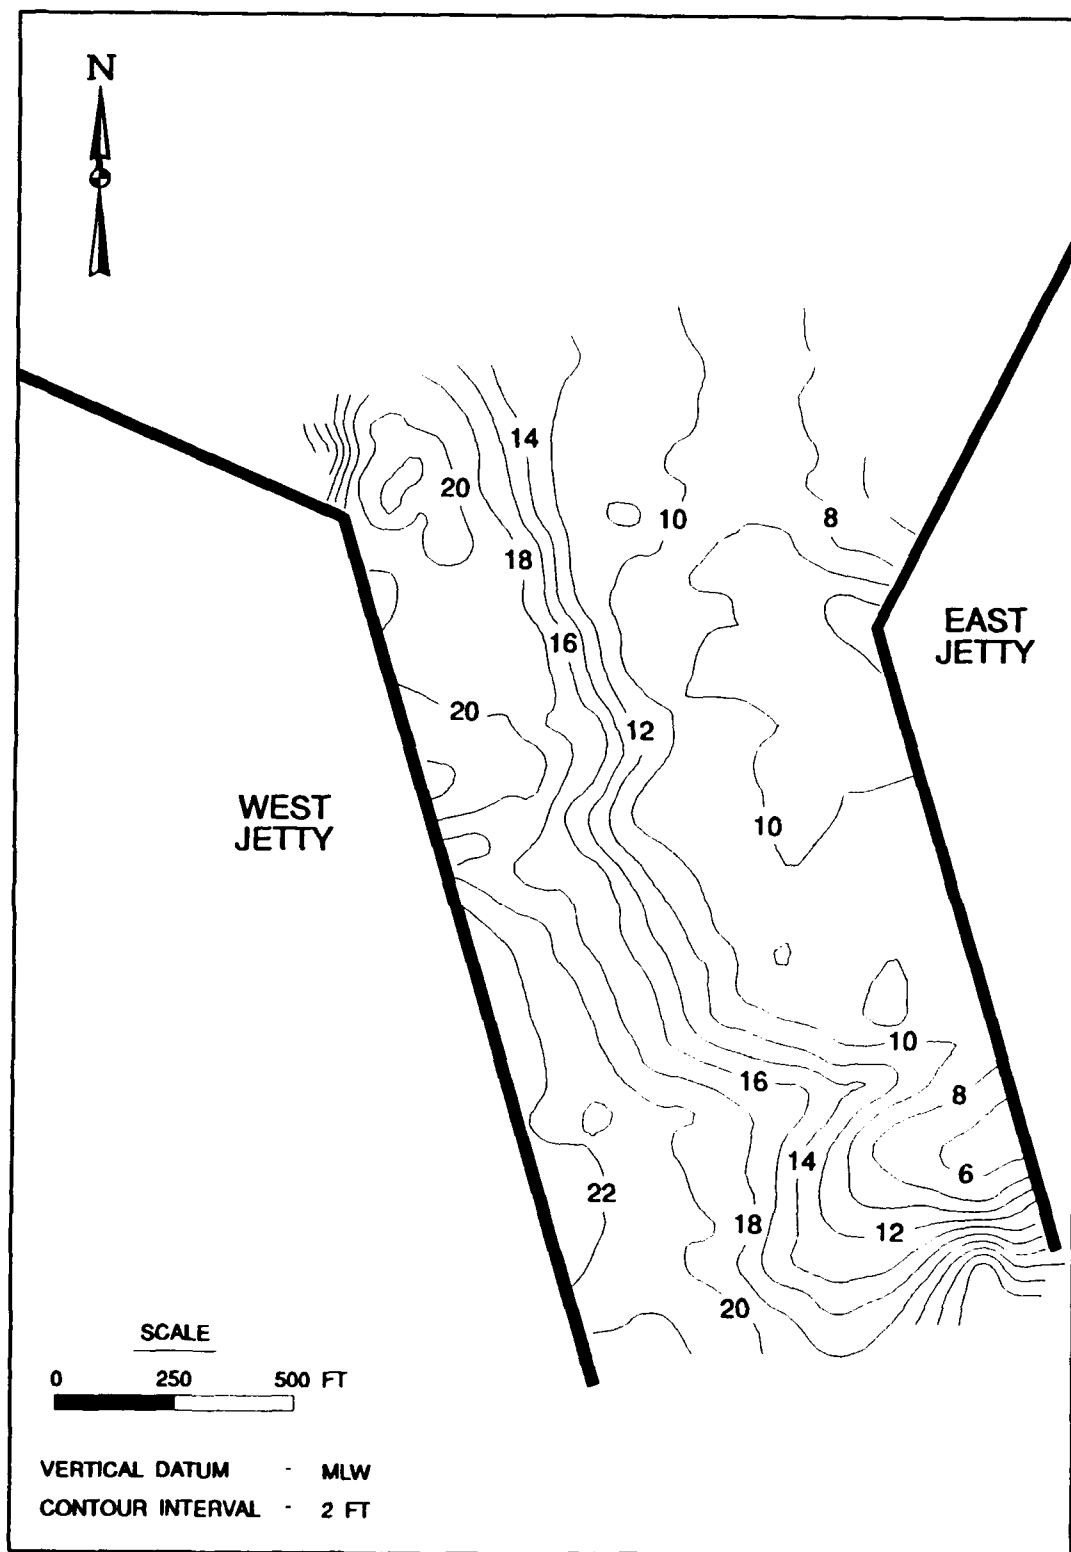 N
14
20
10
8
18
EAST
JETTY
16
20
12
WEST
JETTY
10
10
16
8
14
6
22
18
12
20
SCALE
0 250 500 FT
VERTICAL DATUM - MLW
CONTOUR INTERVAL - 2 FT